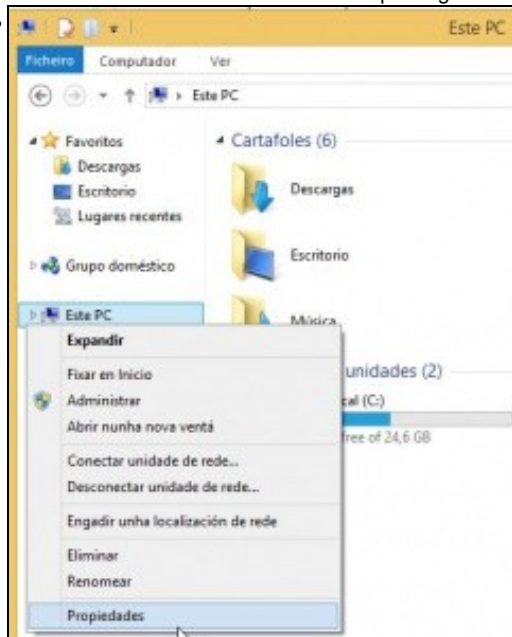 Este PC
Ficheiro Computador Ver
Este PC
Favoritos
Descargas
Escritorio
Lugares recentes
Grupo doméstico
Este PC
Cartafoles (6)
Descargas
Escritorio
Música
unidades (2)
cal (C:)
free of 24,6 GB
Expandir
Fixar en Inicio
Administrar
Abrir nunha nova ventá
Conectar unidade de rede...
Desconectar unidade de rede...
Engadir unha localización de rede
Eliminar
Renomear
Propiedades